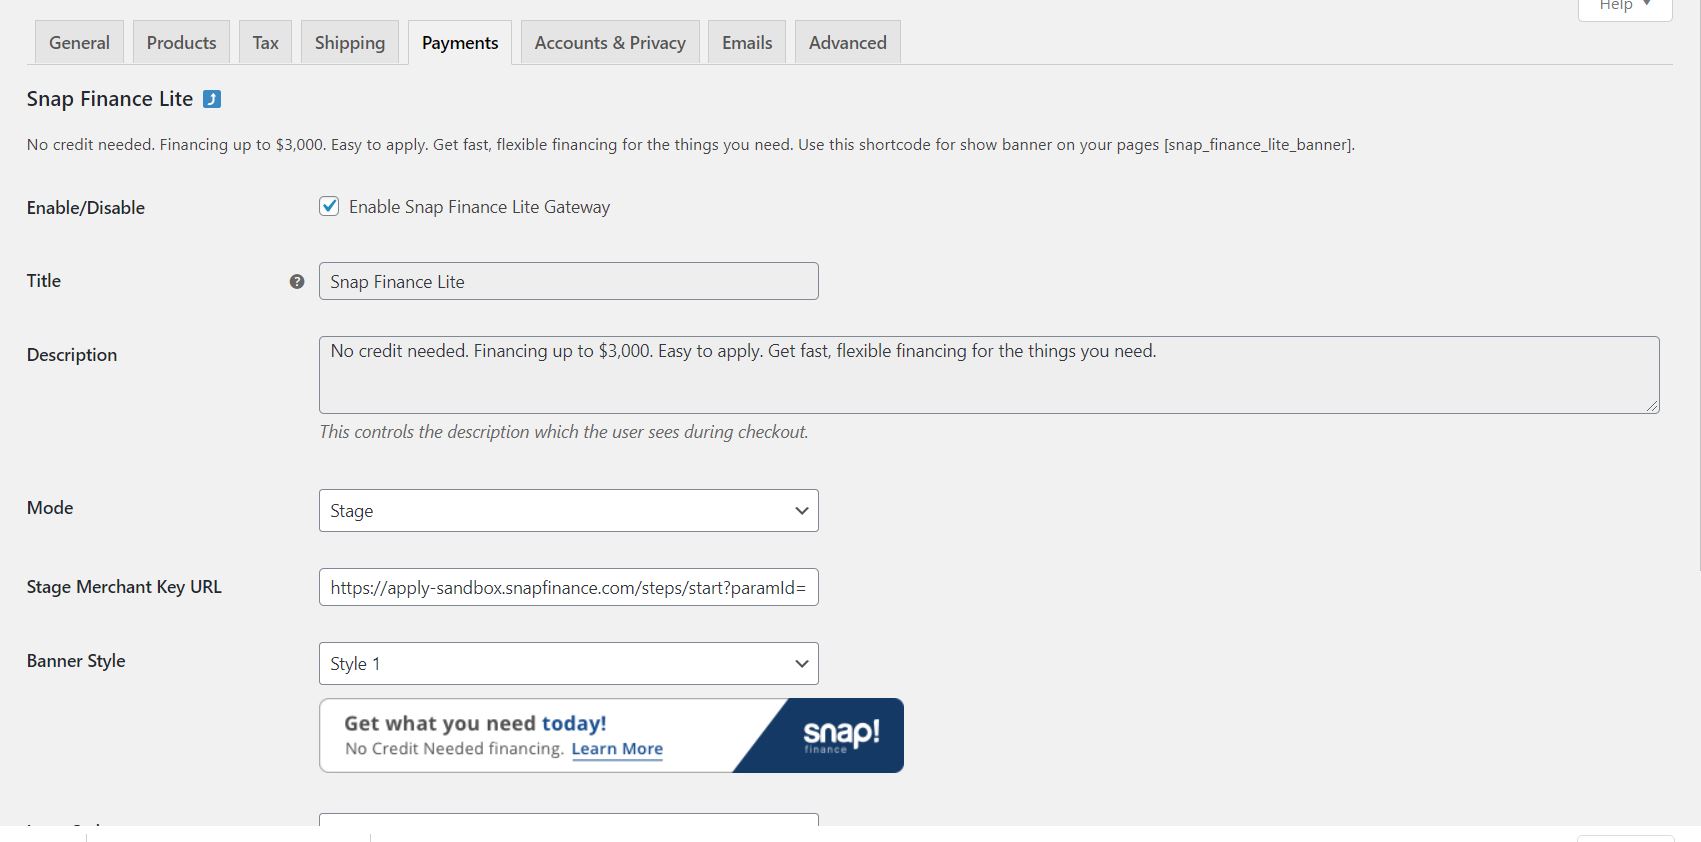 Help
General
Products
Tax
Shipping
Payments
Accounts & Privacy
Emails
Advanced
Snap Finance Lite
No credit needed. Financing up to $3,000. Easy to apply. Get fast, flexible financing for the things you need. Use this shortcode for show banner on your pages [snap_finance_lite_banner].
Enable/Disable
Enable Snap Finance Lite Gateway
Title
Snap Finance Lite
Description
No credit needed. Financing up to $3,000. Easy to apply. Get fast, flexible financing for the things you need.
This controls the description which the user sees during checkout.
Mode
Stage
Stage Merchant Key URL
https://apply-sandbox.snapfinance.com/steps/start?paramId=
Banner Style
Style 1
Get what you need today!
No Credit Needed financing. Learn More
snap!
finance